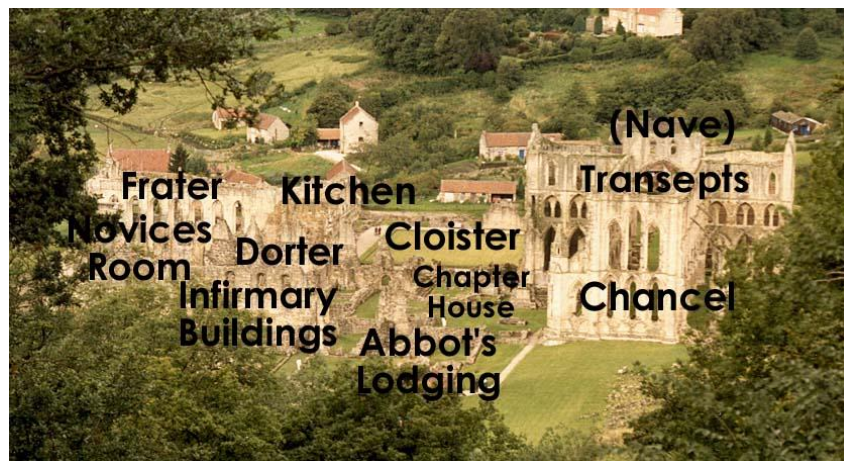 (Nave)
Transepts
Frater
Kitchen
Novices
Room
Dorter
Cloister
Chapter
House
Infirmary
Buildings
Chancel
Abbot's
Lodging